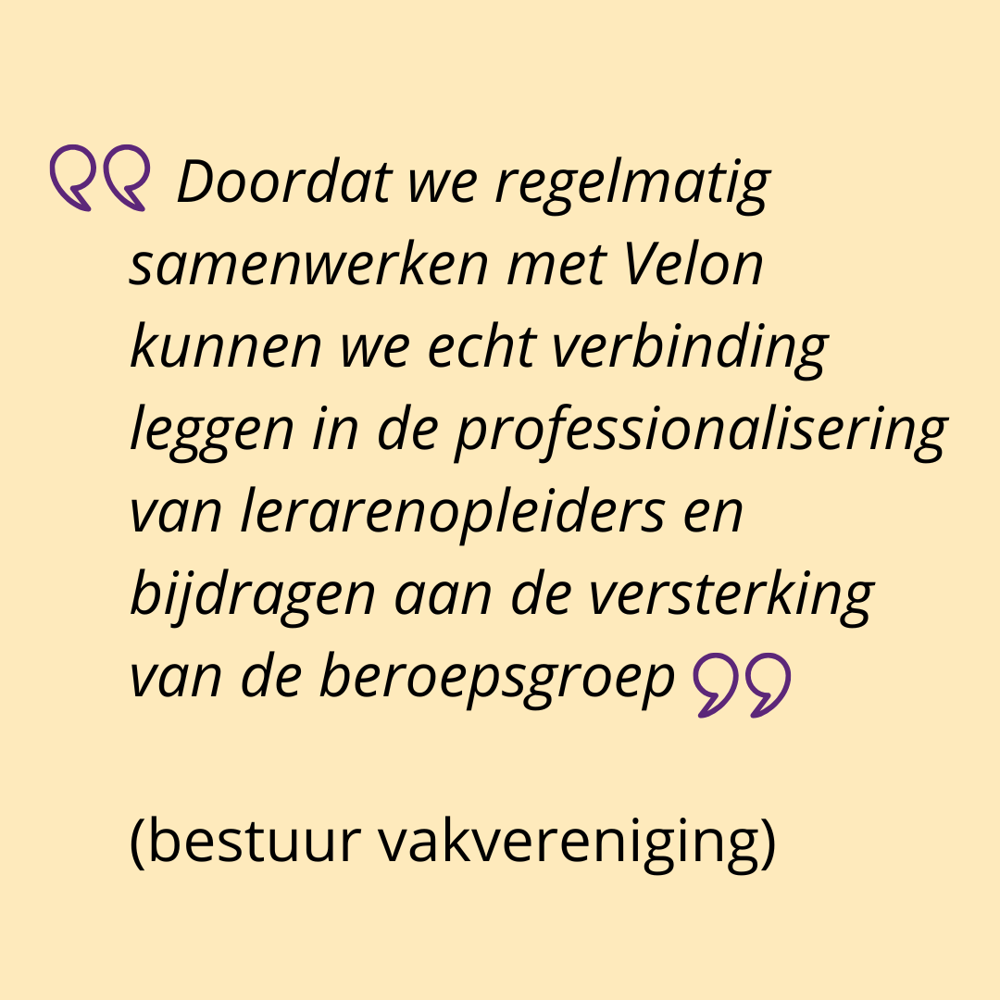 “ Doordat we regelmatig
samenwerken met Velon
kunnen we echt verbinding
leggen in de professionalisering
van lerarenopleiders en
bijdragen aan de versterking
van de beroepsgroep ”
(bestuur vakvereniging)